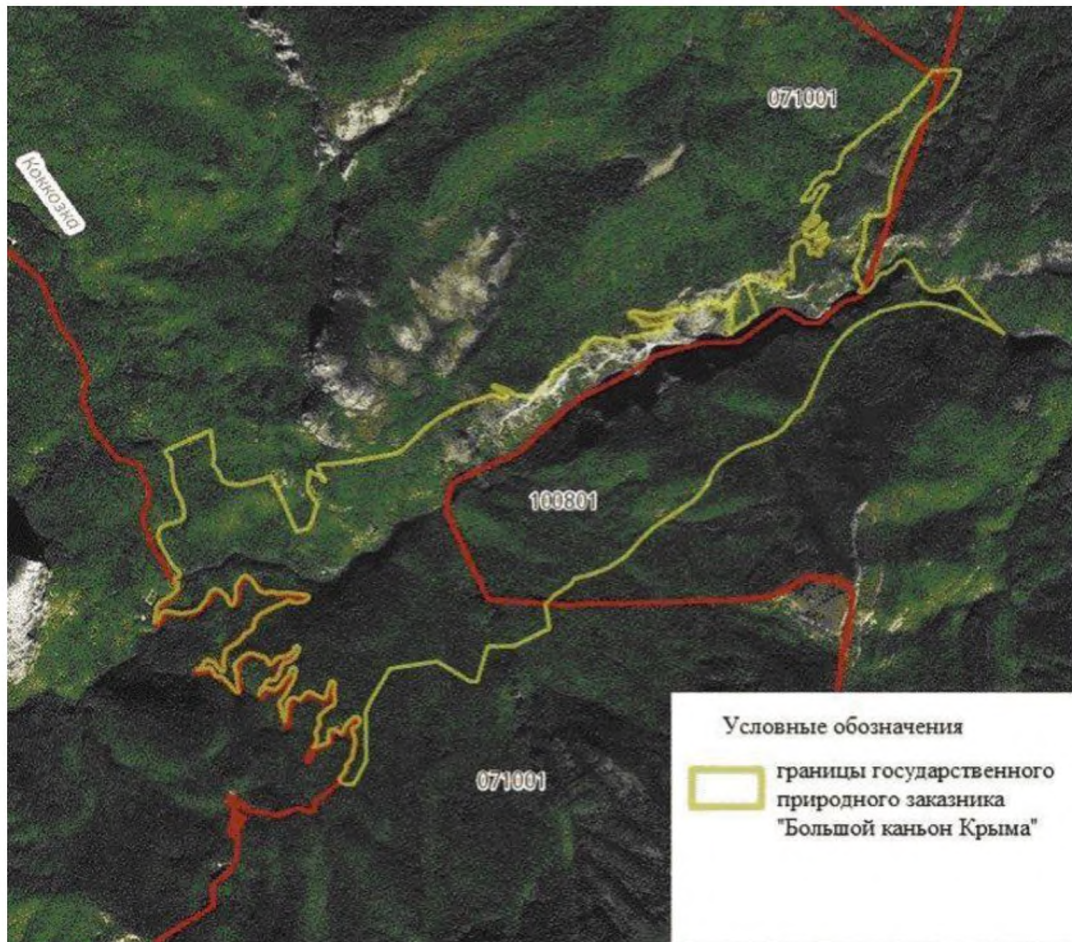 071001
Коккозка
100801
071001
Условные обозначения
границы государственного
природного заказника
"Большой каньон Крыма"